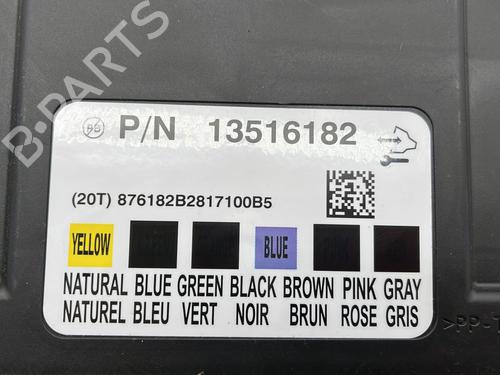 B-PARTS
P/N 13516182
(20T) 876182B2817100B5
YELLOW BLUE
NATURAL BLUE GREEN BLACK BROWN PINK GRAY
NATUREL BLEU VERT NOIR BRUN ROSE GRIS
>PP-T